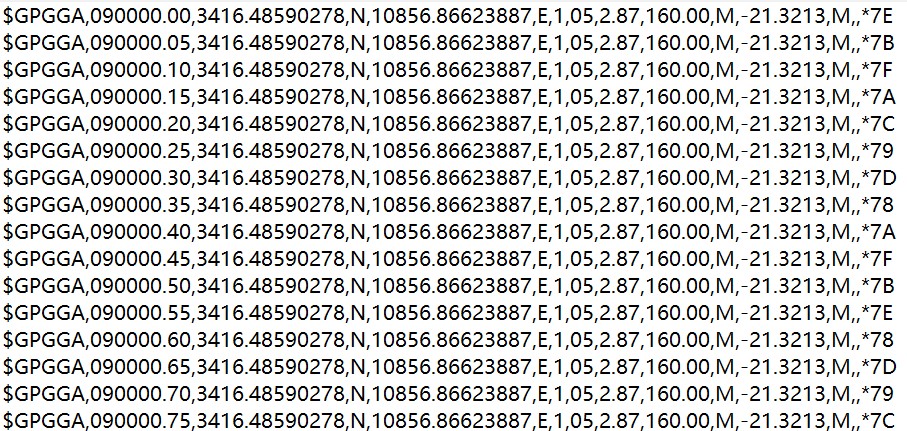 $GPGGA,090000.00,3416.48590278,N,10856.86623887,E,1,05,2.87,160.00,M,-21.3213,M,,*7E
$GPGGA,090000.05,3416.48590278,N,10856.86623887,E,1,05,2.87,160.00,M,-21.3213,M,,*7B
$GPGGA,090000.10,3416.48590278,N,10856.86623887,E,1,05,2.87,160.00,M,-21.3213,M,,*7F
$GPGGA,090000.15,3416.48590278,N,10856.86623887,E,1,05,2.87,160.00,M,-21.3213,M,,*7A
$GPGGA,090000.20,3416.48590278,N,10856.86623887,E,1,05,2.87,160.00,M,-21.3213,M,,*7C
$GPGGA,090000.25,3416.48590278,N,10856.86623887,E,1,05,2.87,160.00,M,-21.3213,M,,*79
$GPGGA,090000.30,3416.48590278,N,10856.86623887,E,1,05,2.87,160.00,M,-21.3213,M,,*7D
$GPGGA,090000.35,3416.48590278,N,10856.86623887,E,1,05,2.87,160.00,M,-21.3213,M,,*78
$GPGGA,090000.40,3416.48590278,N,10856.86623887,E,1,05,2.87,160.00,M,-21.3213,M,,*7A
$GPGGA,090000.45,3416.48590278,N,10856.86623887,E,1,05,2.87,160.00,M,-21.3213,M,,*7F
$GPGGA,090000.50,3416.48590278,N,10856.86623887,E,1,05,2.87,160.00,M,-21.3213,M,,*7B
$GPGGA,090000.55,3416.48590278,N,10856.86623887,E,1,05,2.87,160.00,M,-21.3213,M,,*7E
$GPGGA,090000.60,3416.48590278,N,10856.86623887,E,1,05,2.87,160.00,M,-21.3213,M,,*78
$GPGGA,090000.65,3416.48590278,N,10856.86623887,E,1,05,2.87,160.00,M,-21.3213,M,,*7D
$GPGGA,090000.70,3416.48590278,N,10856.86623887,E,1,05,2.87,160.00,M,-21.3213,M,,*79
$GPGGA,090000.75,3416.48590278,N,10856.86623887,E,1,05,2.87,160.00,M,-21.3213,M,,*7C